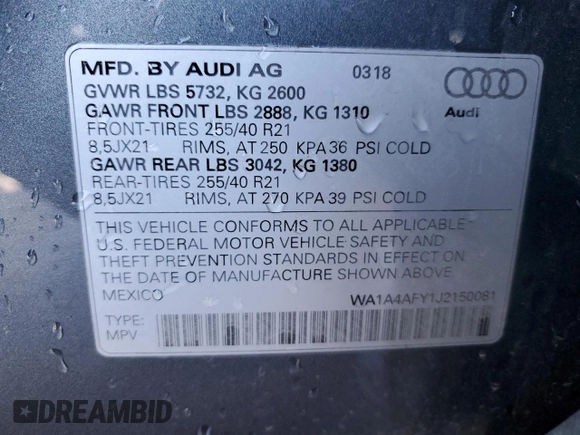 MFD. BY AUDI AG 0318
GVWR LBS 5732, KG 2600
GAWR FRONT LBS 2888, KG 1310
Audi
FRONT-TIRES 255/40 R21
8,5JX21 RIMS, AT 250 KPA 36 PSI COLD
GAWR REAR LBS 3042, KG 1380
REAR-TIRES 255/40 R21
8,5JX21 RIMS, AT 270 KPA 39 PSI COLD
THIS VEHICLE CONFORMS TO ALL APPLICABLE
U.S. FEDERAL MOTOR VEHICLE SAFETY AND
THEFT PREVENTION STANDARDS IN EFFECT ON
THE DATE OF MANUFACTURE SHOWN ABOVE
MEXICO WA1A4AFY1J2150061
TYPE:
MPV
DREAMBID